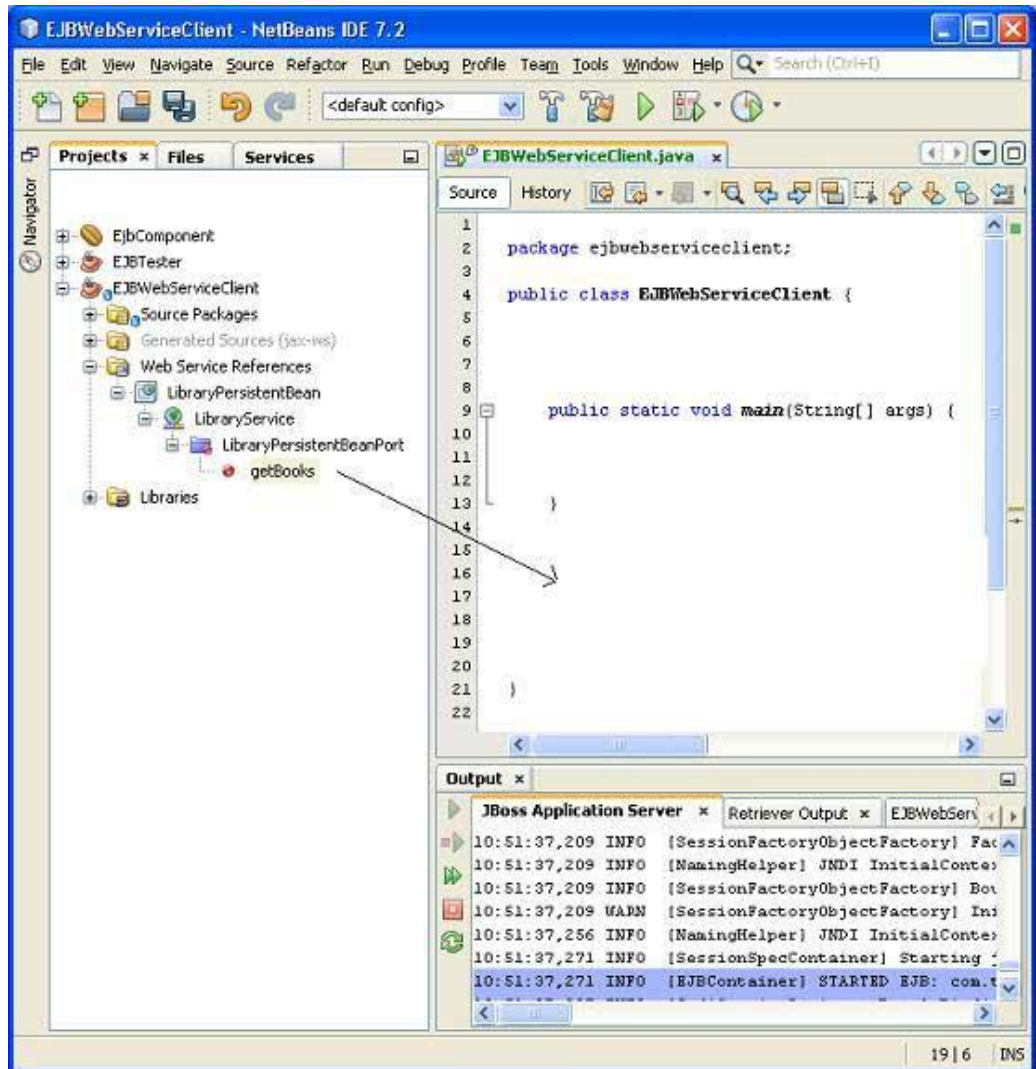 EJBWebServiceClient - NetBeans IDE 7.2
File Edit View Navigate Source Refactor Run Debug Profile Team Tools Window Help Search (Ctrl+I)
<default config>
Navigator
Projects Files Services
EjbComponent
EJBTester
EJBWebServiceClient
Source Packages
Generated Sources (jax-ws)
Web Service References
LibraryPersistentBean
LibraryService
LibraryPersistentBeanPort
getBooks
Libraries
EJBWebServiceClient.java
Source History
1
2 package ejbwebserviceclient;
3
4 public class EJBWebServiceClient {
5
6
7
8
9 public static void main(String[] args) {
10
11
12
13 }
14
15
16 }
17
18
19
20
21 }
22
Output
JBoss Application Server Retriever Output EJBWebServ
10:51:37,209 INFO [SessionFactoryObjectFactory] Fac
10:51:37,209 INFO [NamingHelper] JNDI InitialContex
10:51:37,209 INFO [SessionFactoryObjectFactory] Bou
10:51:37,209 WARN [SessionFactoryObjectFactory] Ini
10:51:37,256 INFO [NamingHelper] JNDI InitialContex
10:51:37,271 INFO [SessionSpecContainer] Starting
10:51:37,271 INFO [EJBContainer] STARTED EJB: com.t
19|6 INS